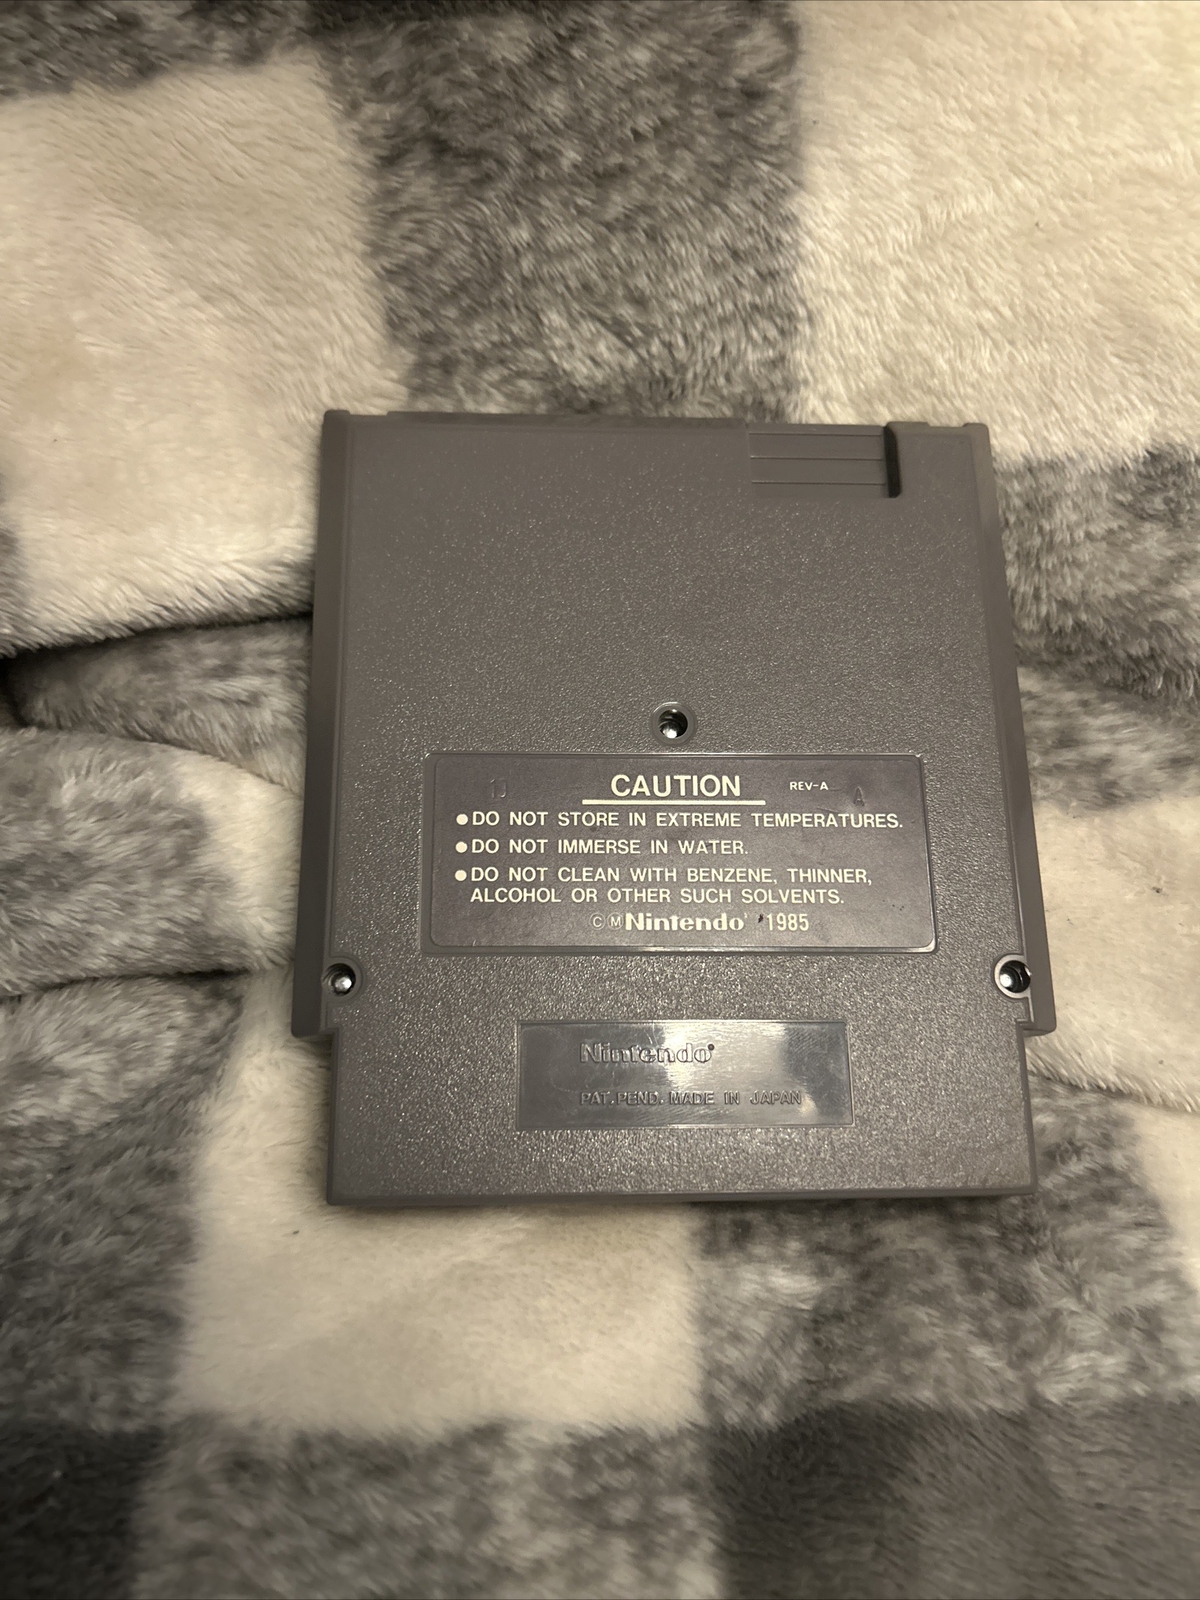 CAUTION REV-A
●DO NOT STORE IN EXTREME TEMPERATURES.
●DO NOT IMMERSE IN WATER.
●DO NOT CLEAN WITH BENZENE, THINNER,
ALCOHOL OR OTHER SUCH SOLVENTS.
ⒸⓂNintendo® 1985
Nintendo®
PAT.PEND. MADE IN JAPAN